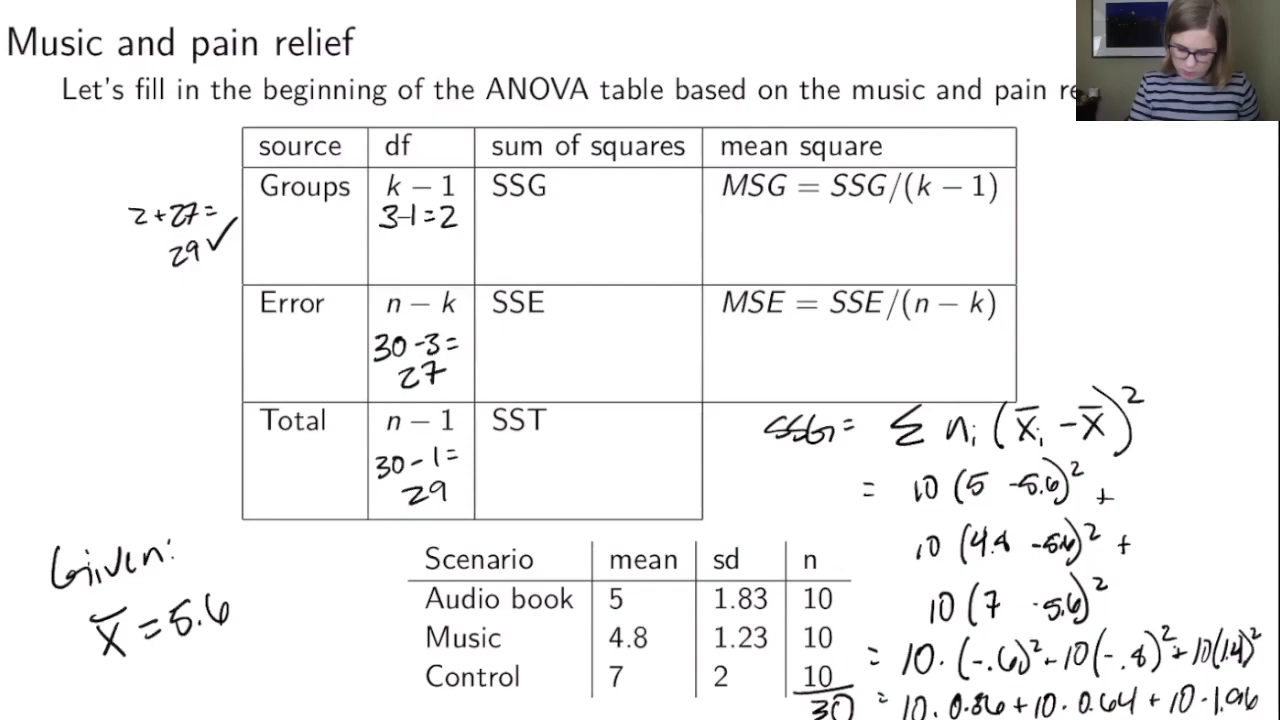 Music and pain relief
Let's fill in the beginning of the ANOVA table based on the music and pain re
source df sum of squares mean square
Groups k − 1 SSG MSG = SSG/(k − 1)
3-1=2
2+27=
29 ✓
Error n − k SSE MSE = SSE/(n − k)
30-3=
27
Total n − 1 SST
30-1=
29
SSG= Σ nᵢ (x̄ᵢ - x̄)²
= 10 (5 -5.6)² +
10 (4.8 -5.6)² +
10 (7 -5.6)²
= 10·(-.6)²+10(-.8)²+10(1.4)²
= 10·0.36+10·0.64+10·1.96
Given:
x̄=5.6
Scenario mean sd n
Audio book 5 1.83 10
Music 4.8 1.23 10
Control 7 2 10
30